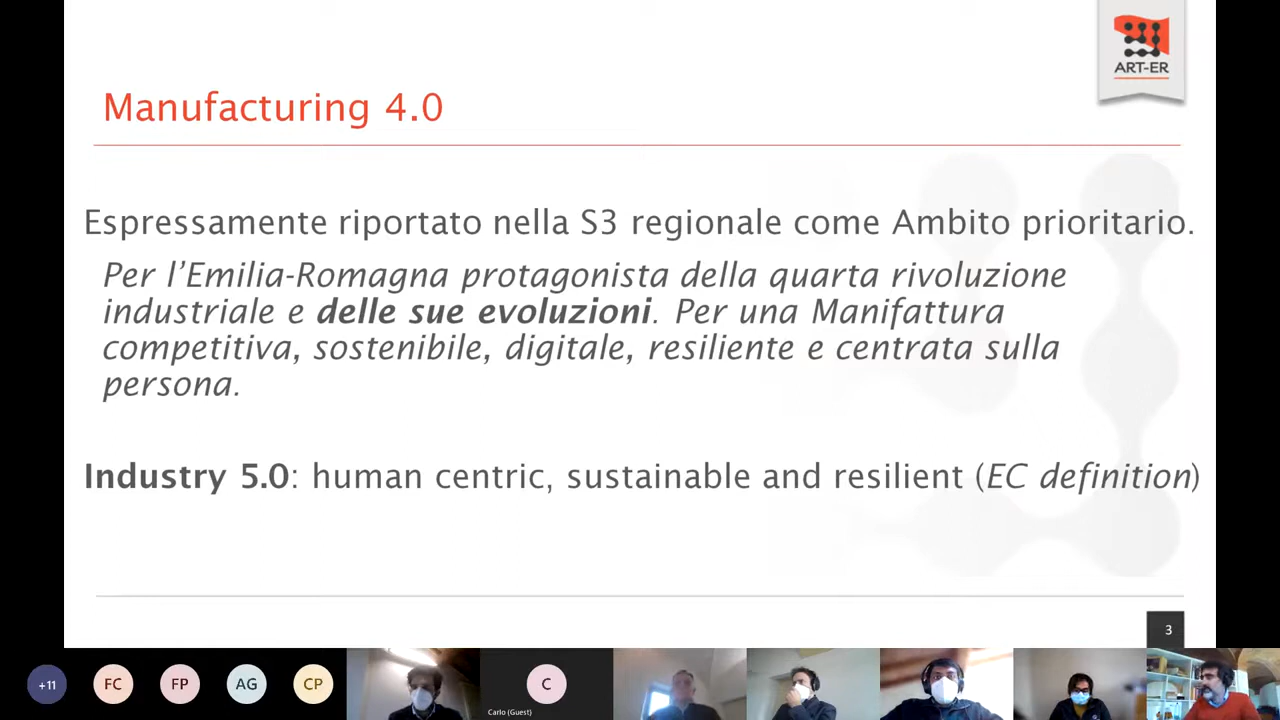 ART-ER
Manufacturing 4.0
Espressamente riportato nella S3 regionale come Ambito prioritario.
Per l’Emilia-Romagna protagonista della quarta rivoluzione
industriale e delle sue evoluzioni. Per una Manifattura
competitiva, sostenibile, digitale, resiliente e centrata sulla
persona.
Industry 5.0: human centric, sustainable and resilient (EC definition)
3
+11
FC
FP
AG
CP
C
Carlo (Guest)